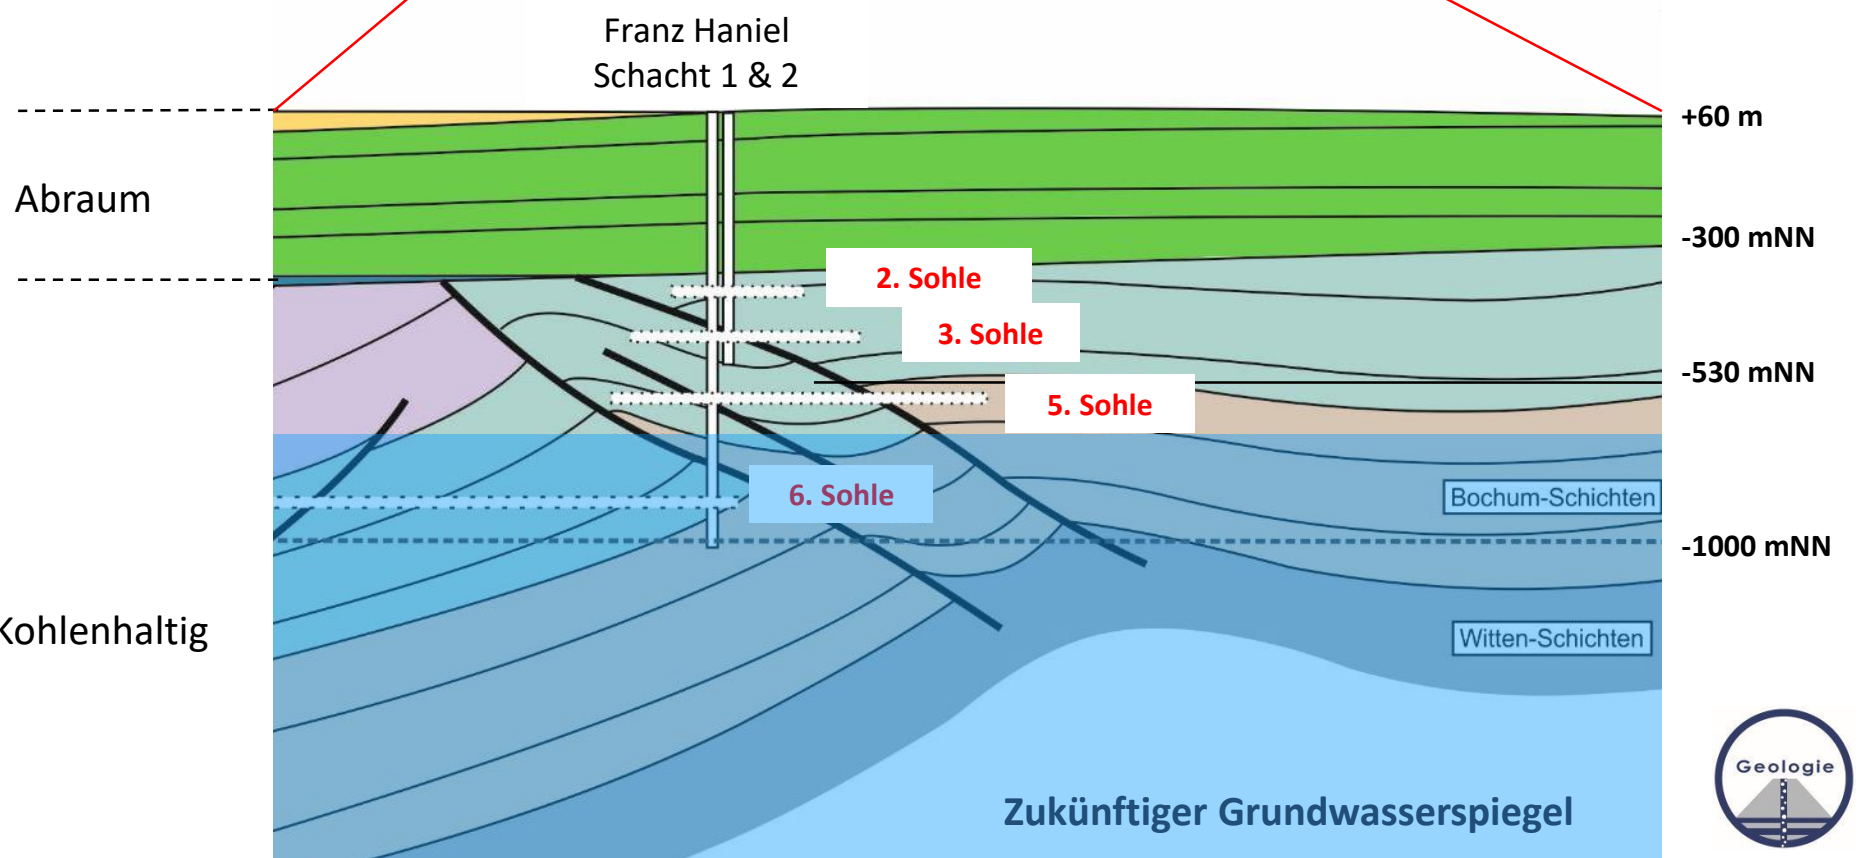 Franz Haniel
Schacht 1 & 2
+60 m
Abraum
-300 mNN
2. Sohle
3. Sohle
-530 mNN
5. Sohle
6. Sohle
Bochum-Schichten
-1000 mNN
Kohlenhaltig
Witten-Schichten
Geologie
Zukünftiger Grundwasserspiegel